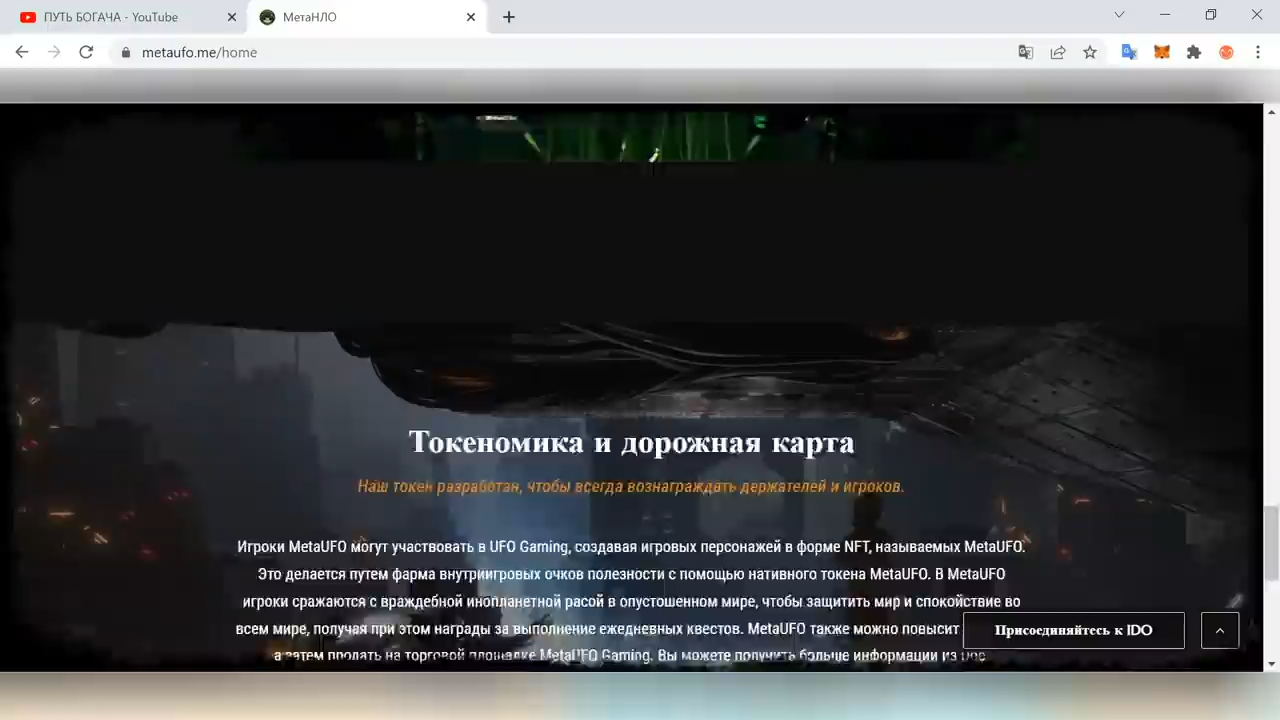 ПУТЬ БОГАЧА - YouTube
МетаНЛО
metaufo.me/home
Токеномика и дорожная карта
Наш токен разработан, чтобы всегда вознаграждать держателей и игроков.
Игроки MetaUFO могут участвовать в UFO Gaming, создавая игровых персонажей в форме NFT, называемых MetaUFO.
Это делается путем фарма внутриигровых очков полезности с помощью нативного токена MetaUFO. В MetaUFO
игроки сражаются с враждебной инопланетной расой в опустошенном мире, чтобы защитить мир и спокойствие во
всем мире, получая при этом награды за выполнение ежедневных квестов. MetaUFO также можно повысит
Присоединяйтесь к IDO
а затем продать на торговой площадке MetaUFO Gaming. Вы можете получить больше информации из